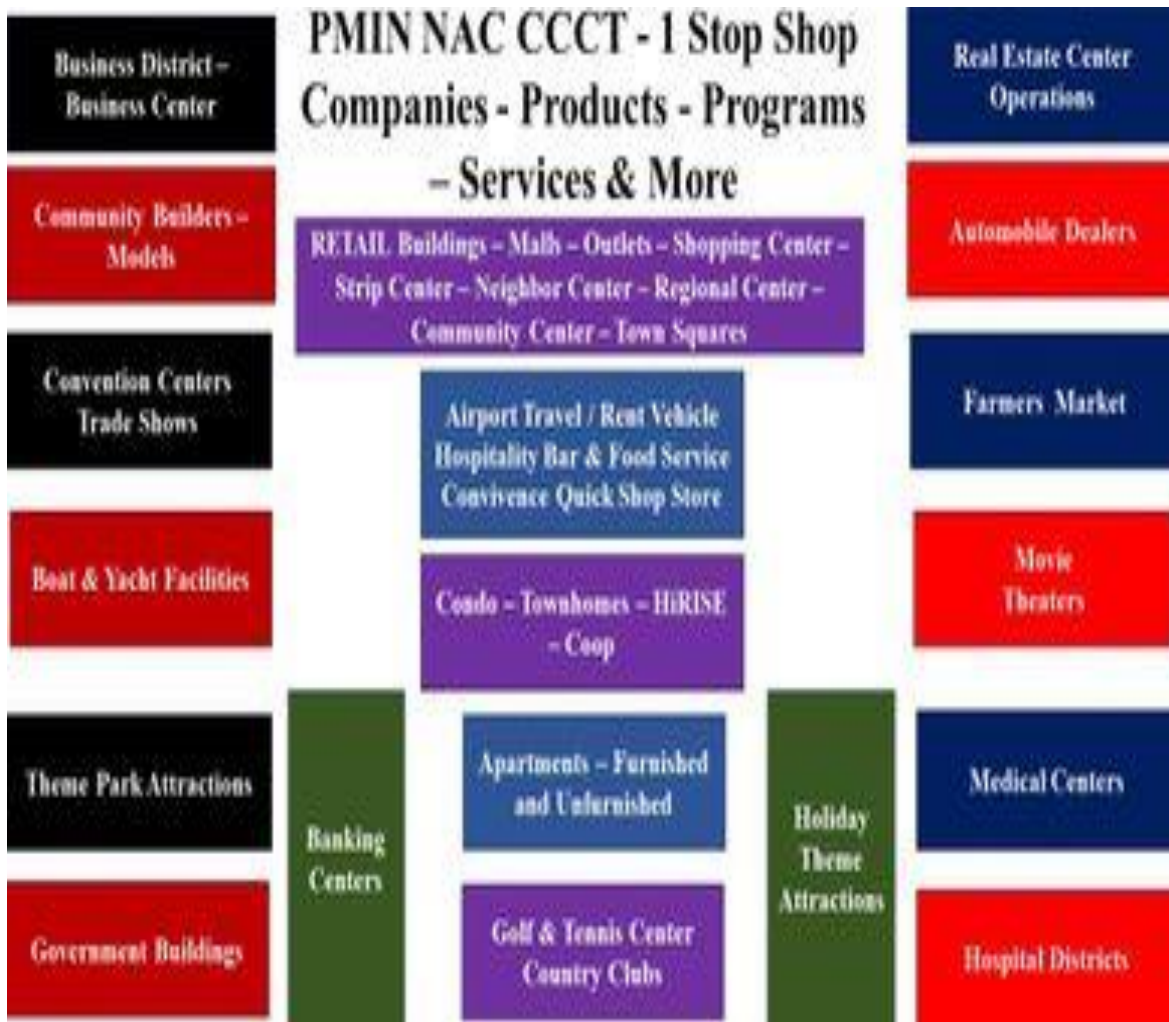 PMIN NAC CCCT - 1 Stop Shop
Companies - Products - Programs
– Services & More
Business District –
Business Center
Community Builders –
Models
Convention Centers
Trade Shows
Boat & Yacht Facilities
Theme Park Attractions
Government Buildings
RETAIL Buildings – Malls – Outlets – Shopping Center –
Strip Center – Neighbor Center – Regional Center –
Community Center – Town Squares
Airport Travel / Rent Vehicle
Hospitality Bar & Food Service
Convivence Quick Shop Store
Condo – Townhomes – HiRISE
– Coop
Banking
Centers
Apartments – Furnished
and Unfurnished
Golf & Tennis Center
Country Clubs
Holiday
Theme
Attractions
Real Estate Center
Operations
Automobile Dealers
Farmers Market
Movie
Theaters
Medical Centers
Hospital Districts